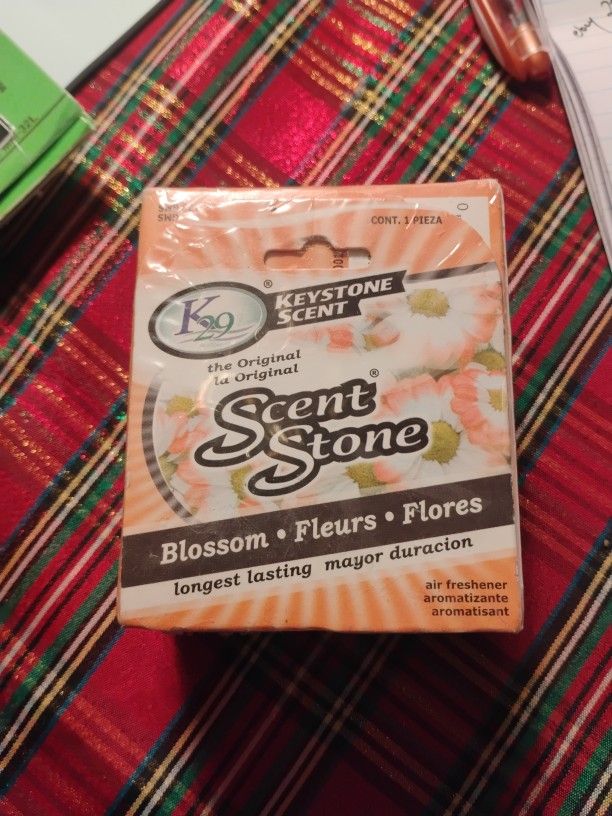 CONT. 1 PIEZA
K29
®
KEYSTONE
SCENT
the Original
la Original
Scent®
Stone
Blossom • Fleurs • Flores
longest lasting mayor duracion
air freshener
aromatizante
aromatisant